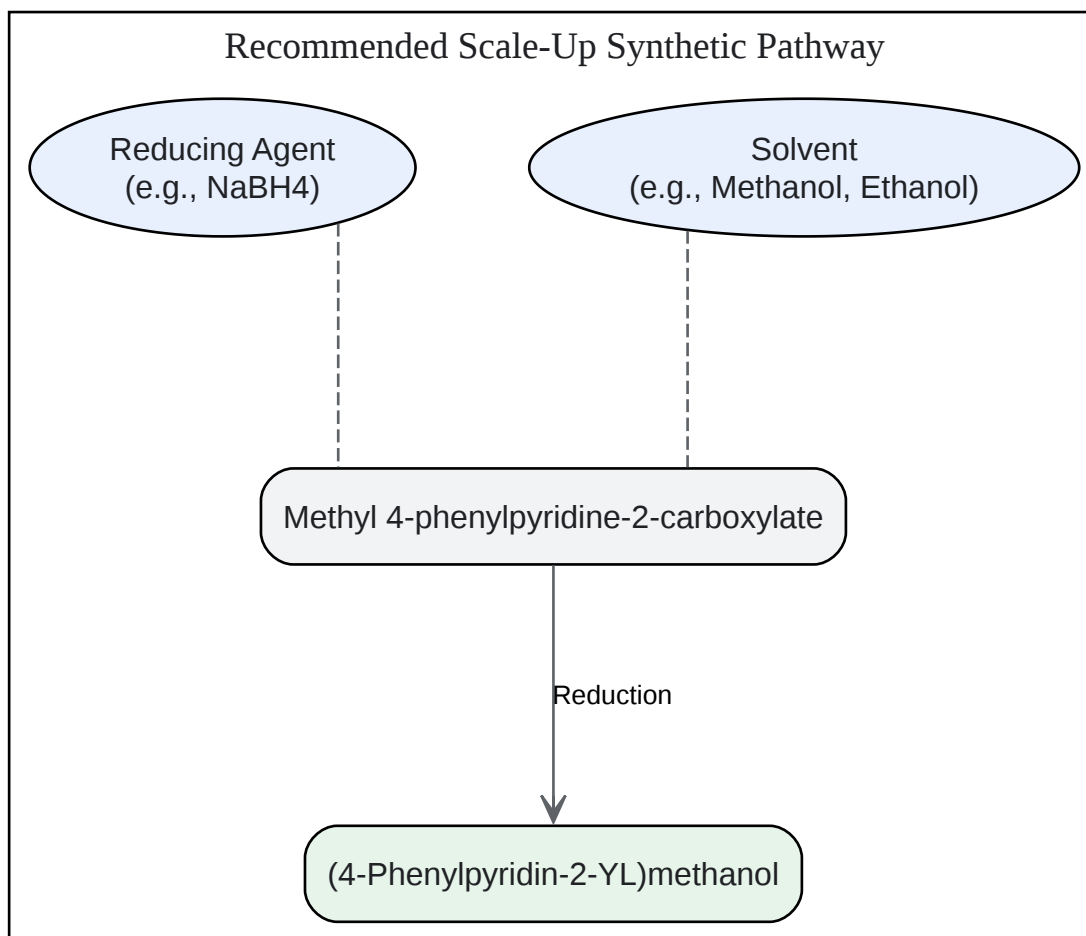 Recommended Scale-Up Synthetic Pathway
Reducing Agent
(e.g., NaBH4)
Solvent
(e.g., Methanol, Ethanol)
Methyl 4-phenylpyridine-2-carboxylate
Reduction
(4-Phenylpyridin-2-YL)methanol